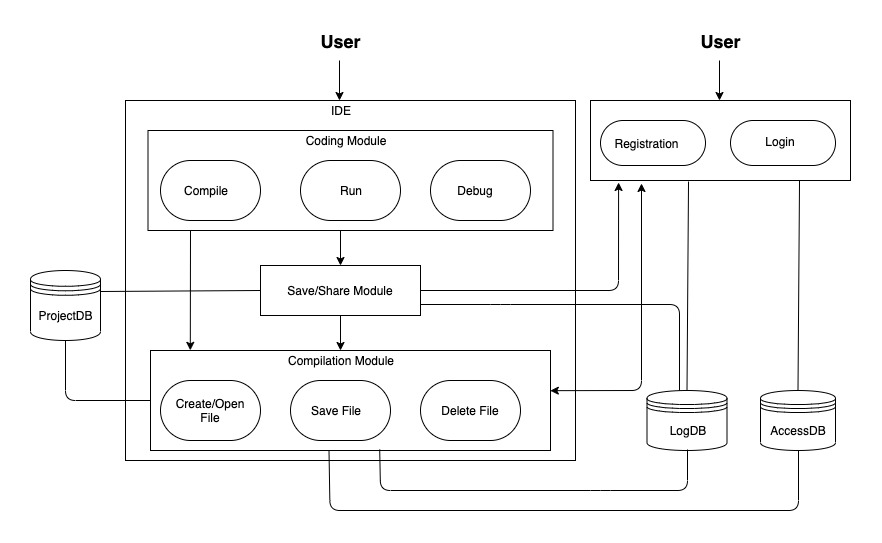 User
User
IDE
Coding Module
Registration
Login
Compile
Run
Debug
Save/Share Module
ProjectDB
Compilation Module
Create/Open
File
Save File
Delete File
LogDB
AccessDB